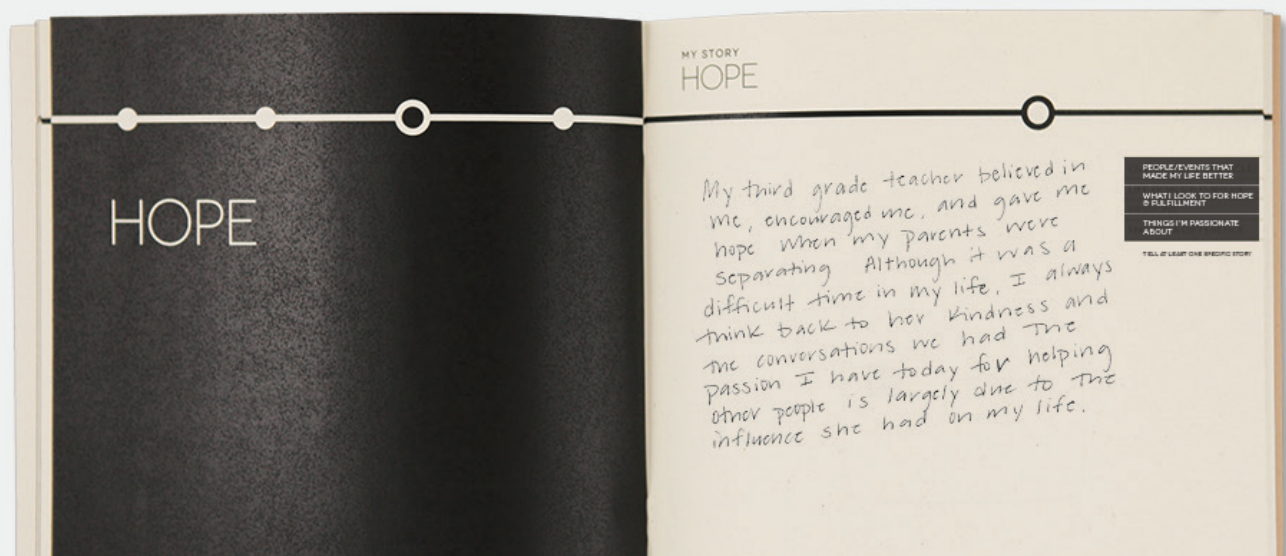 HOPE
MY STORY
HOPE
My third grade teacher believed in
me, encouraged me, and gave me
hope when my parents were
separating Although it was a
difficult time in my life, I always
think back to her kindness and
the conversations we had The
passion I have today for helping
other people is largely due to the
influence she had on my life.
PEOPLE/EVENTS THAT
MADE MY LIFE BETTER
WHAT I LOOK TO FOR HOPE
& FULFILLMENT
THINGS I'M PASSIONATE
ABOUT
TELL AT LEAST ONE SPECIFIC STORY